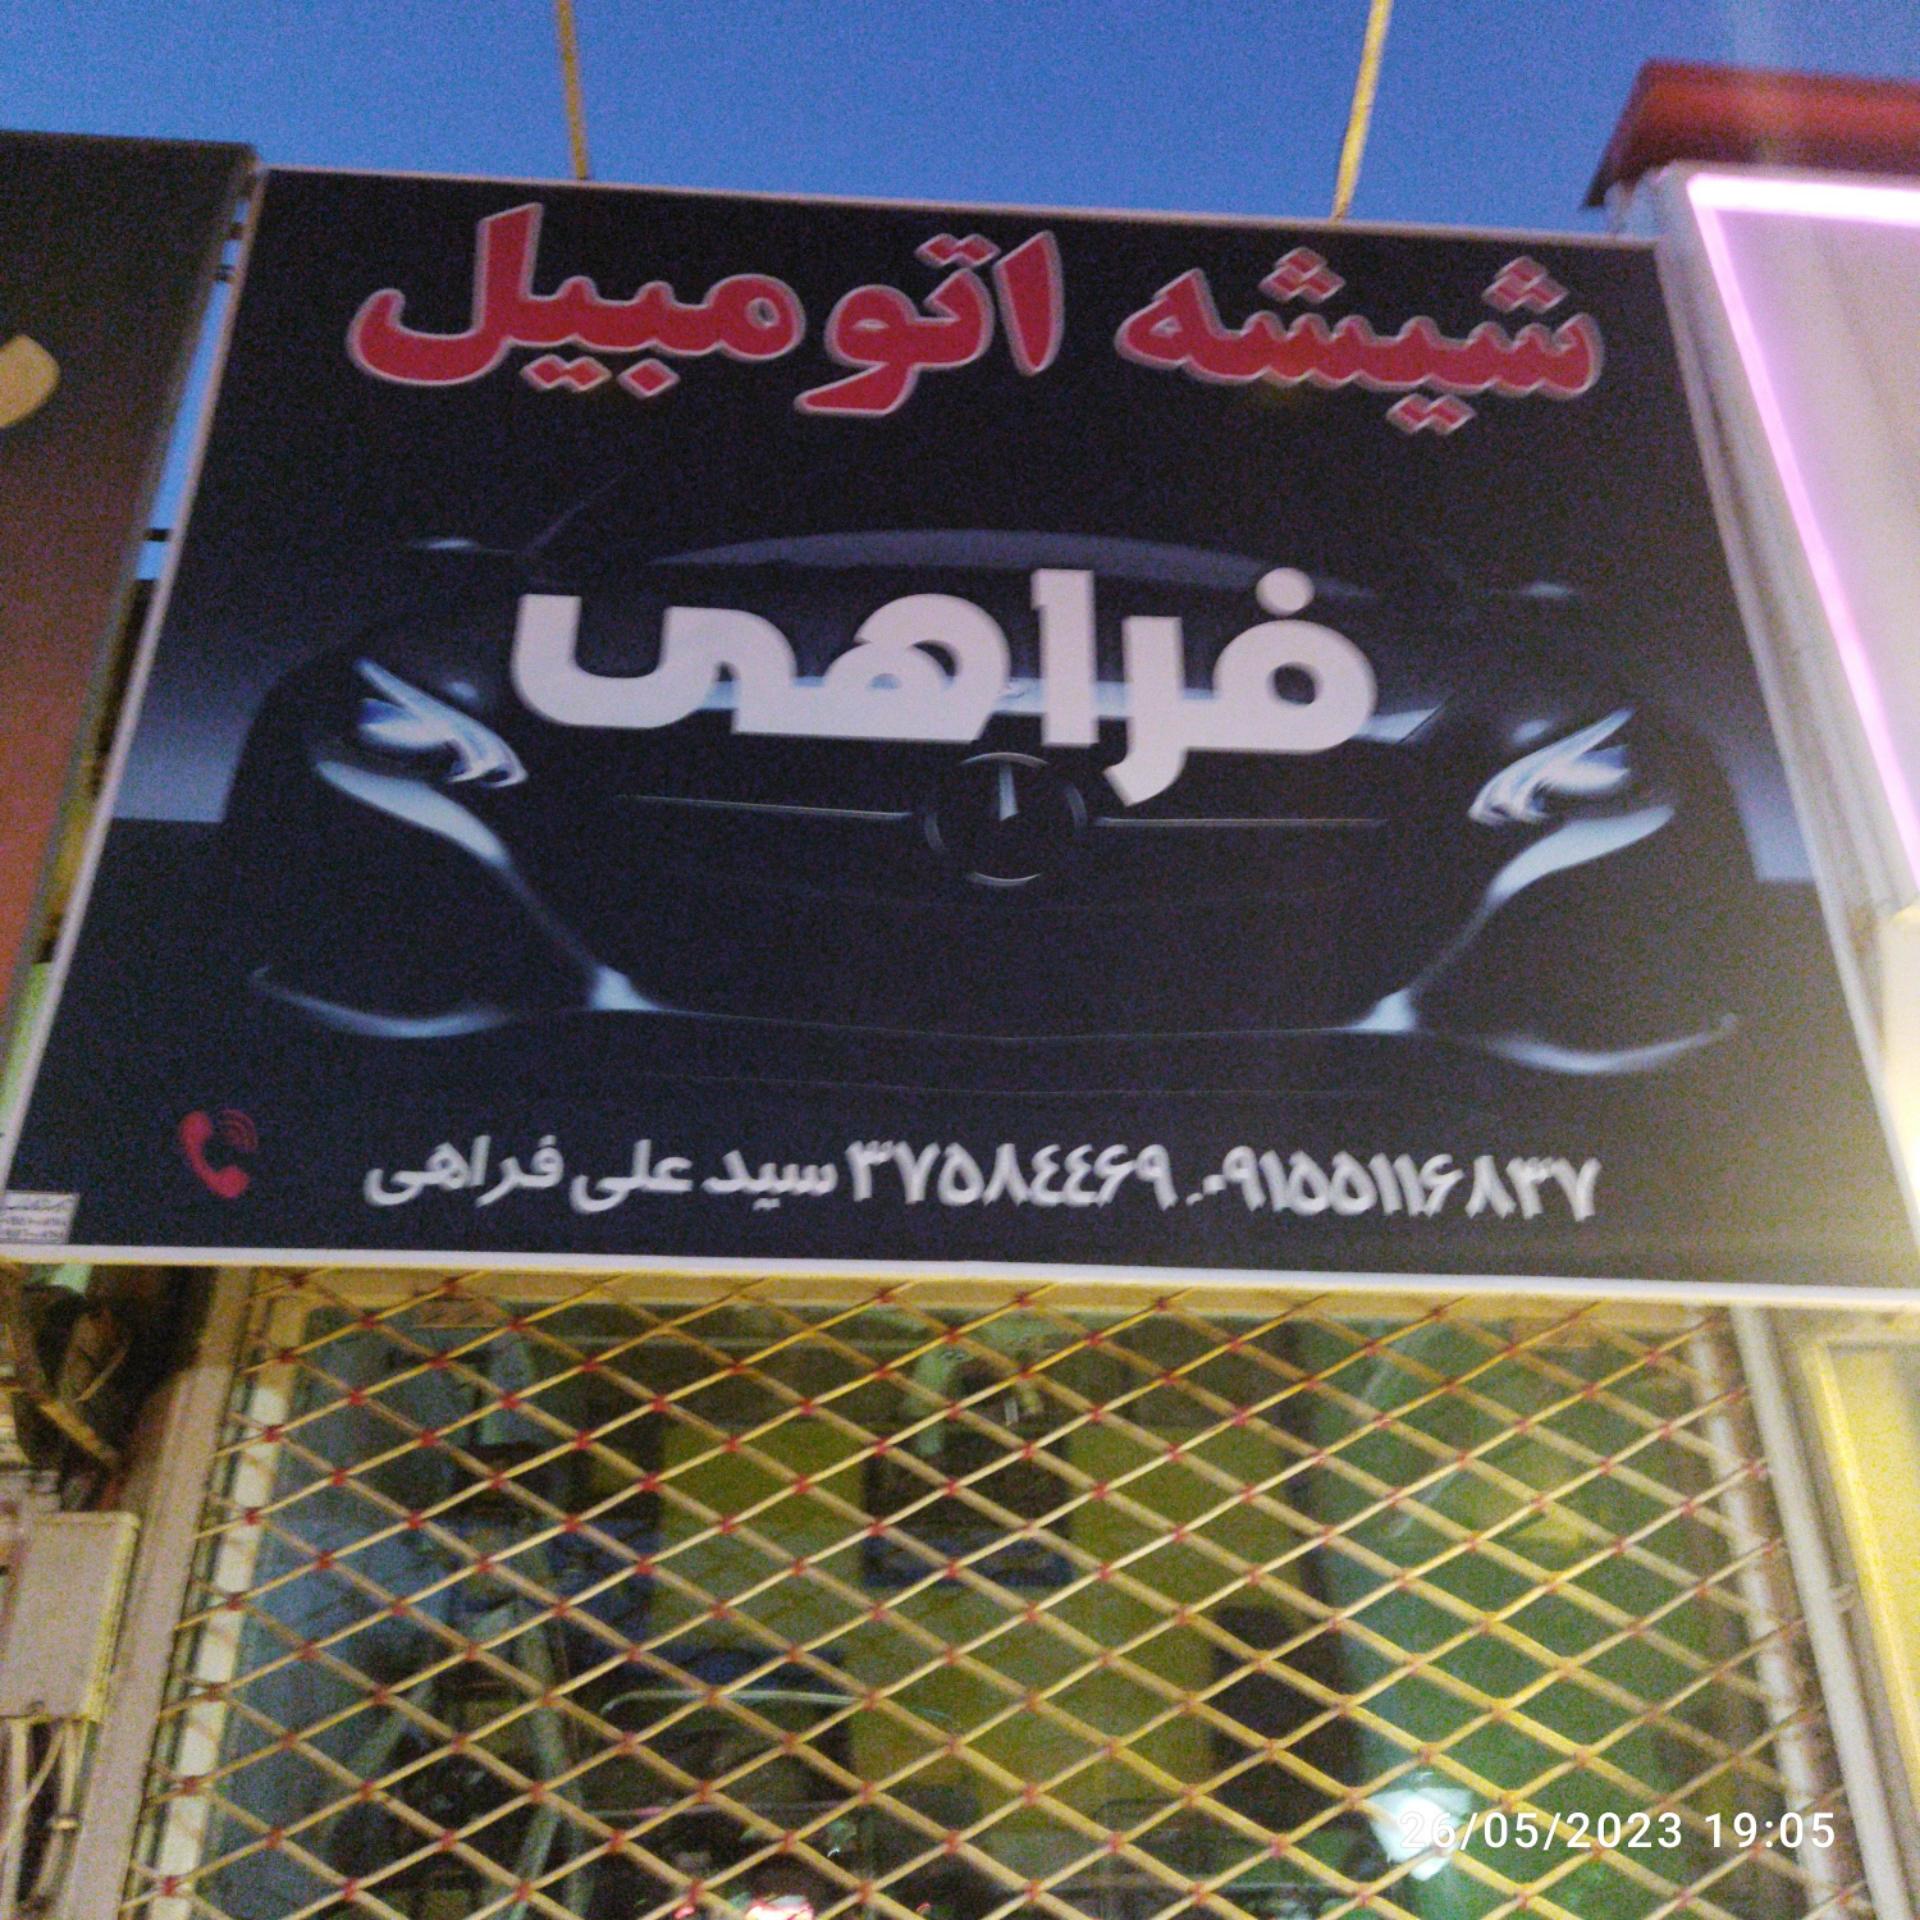 شیشه اتومبیل
فراهی
۳۷۵۸۴۴۶۹ - ۰۹۱۵۵۱۱۶۸۳۷ سید علی فراهی
26/05/2023 19:05